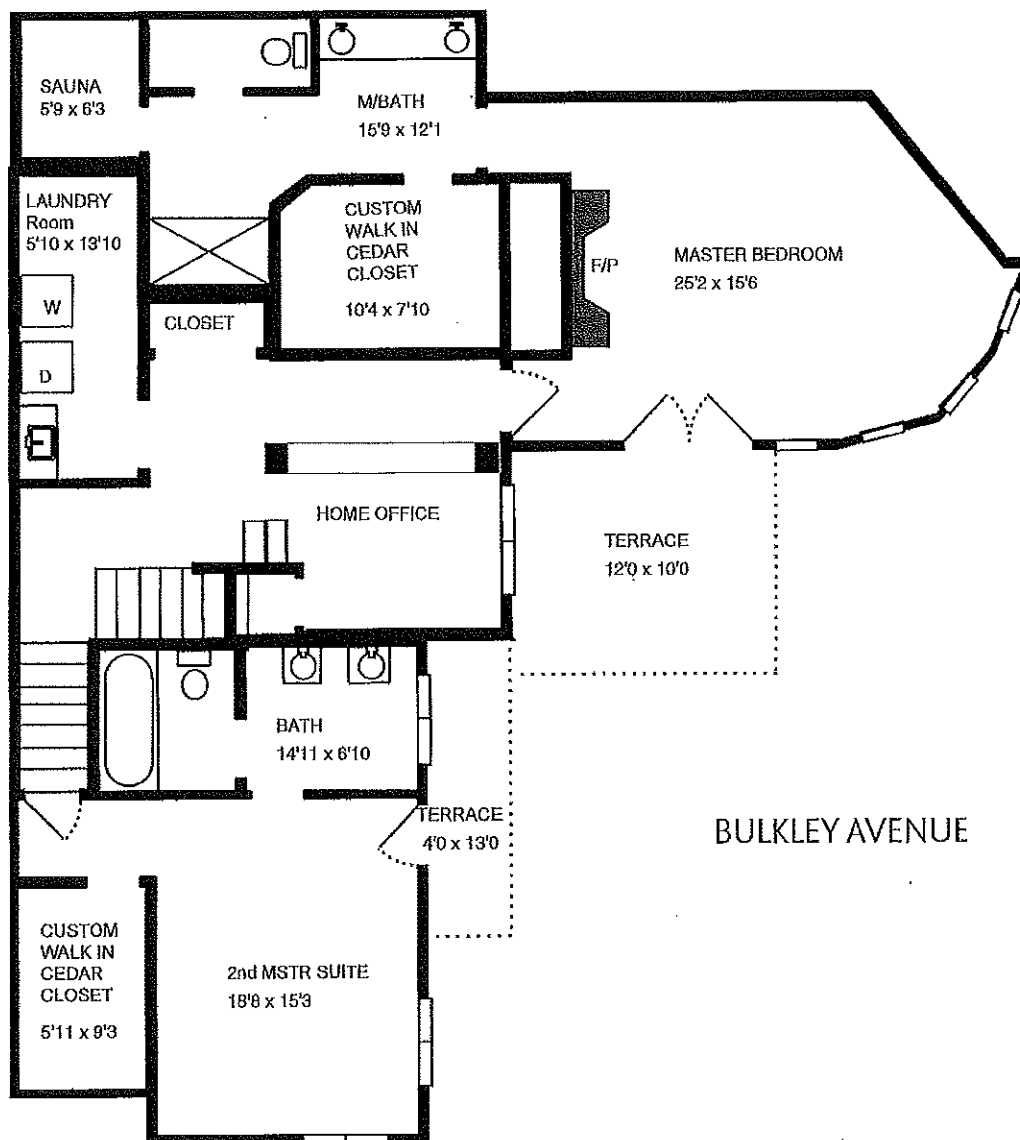 SAUNA
5'9 x 6'3
M/BATH
15'9 x 12'1
LAUNDRY
Room
5'10 x 13'10
W
D
CUSTOM
WALK IN
CEDAR
CLOSET
10'4 x 7'10
F/P
MASTER BEDROOM
25'2 x 15'6
CLOSET
HOME OFFICE
TERRACE
12'0 x 10'0
BATH
14'11 x 6'10
TERRACE
4'0 x 13'0
BULKLEY AVENUE
CUSTOM
WALK IN
CEDAR
CLOSET
5'11 x 9'3
2nd MSTR SUITE
18'8 x 15'3